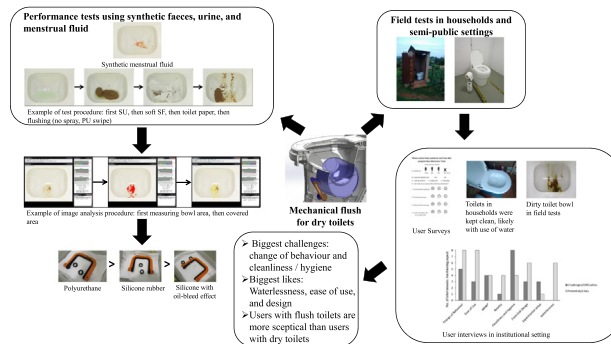 Performance tests using synthetic faeces, urine, and
menstrual fluid
Synthetic menstrual fluid
Example of test procedure: first SU, then soft SF, then toilet paper, then
flushing (no spray, PU swipe)
Field tests in households and
semi-public settings
Example of image analysis procedure: first measuring bowl area, then covered
area
Mechanical flush
for dry toilets
Polyurethane
>
Silicone rubber
>
Silicone with
oil-bleed effect
➢ Biggest challenges:
change of behaviour and
cleanliness / hygiene
➢ Biggest likes:
Waterlessness, ease of use,
and design
➢ Users with flush toilets are
more sceptical than users
with dry toilets
User Surveys
Toilets in
households were
kept clean, likely
with use of water
Dirty toilet bowl
in field tests
User interviews in institutional setting